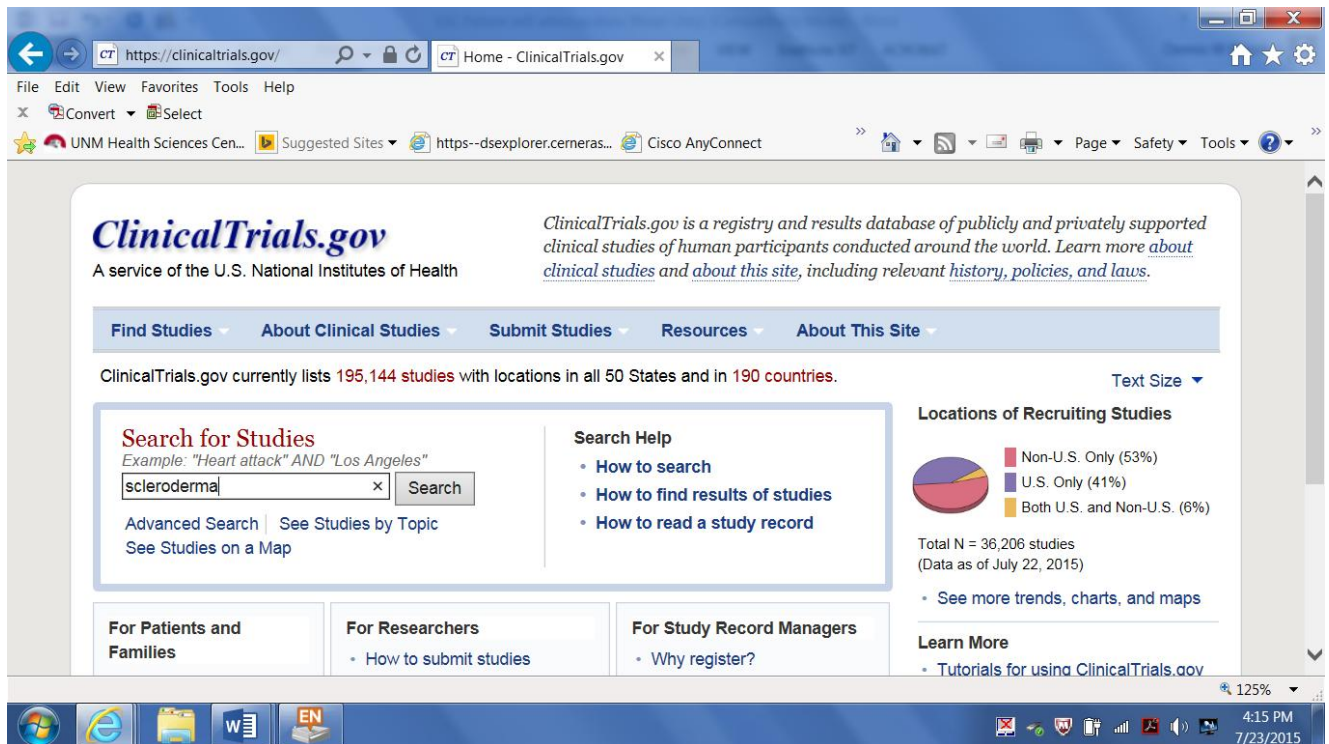 CT https://clinicaltrials.gov/
CT Home - ClinicalTrials.gov
File Edit View Favorites Tools Help
x Convert Select
UNM Health Sciences Cen... Suggested Sites https--dsexplorer.cerneras... Cisco AnyConnect » Page Safety Tools »
ClinicalTrials.gov
A service of the U.S. National Institutes of Health
ClinicalTrials.gov is a registry and results database of publicly and privately supported
clinical studies of human participants conducted around the world. Learn more about
clinical studies and about this site, including relevant history, policies, and laws.
Find Studies About Clinical Studies Submit Studies Resources About This Site
ClinicalTrials.gov currently lists 195,144 studies with locations in all 50 States and in 190 countries.
Text Size
Search for Studies
Example: "Heart attack" AND "Los Angeles"
scleroderma × Search
Advanced Search See Studies by Topic
See Studies on a Map
Search Help
• How to search
• How to find results of studies
• How to read a study record
Locations of Recruiting Studies
Non-U.S. Only (53%)
U.S. Only (41%)
Both U.S. and Non-U.S. (6%)
Total N = 36,206 studies
(Data as of July 22, 2015)
• See more trends, charts, and maps
Learn More
• Tutorials for using ClinicalTrials.gov
For Patients and
Families
For Researchers
• How to submit studies
For Study Record Managers
• Why register?
125%
W EN
4:15 PM
7/23/2015